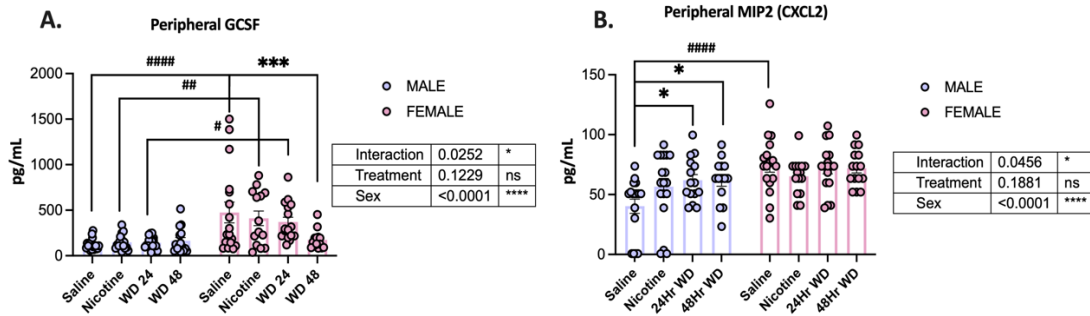 A.
Peripheral GCSF
####
***
##
#
2000
1500
1000
500
0
pg/mL
Saline
Nicotine
WD 24
WD 48
Saline
Nicotine
WD 24
WD 48
MALE
FEMALE
Interaction 0.0252 *
Treatment 0.1229 ns
Sex <0.0001 ****
B.
Peripheral MIP2 (CXCL2)
####
*
*
150
100
50
0
pg/mL
Saline
Nicotine
24Hr WD
48Hr WD
Saline
Nicotine
24Hr WD
48Hr WD
MALE
FEMALE
Interaction 0.0456 *
Treatment 0.1881 ns
Sex <0.0001 ****